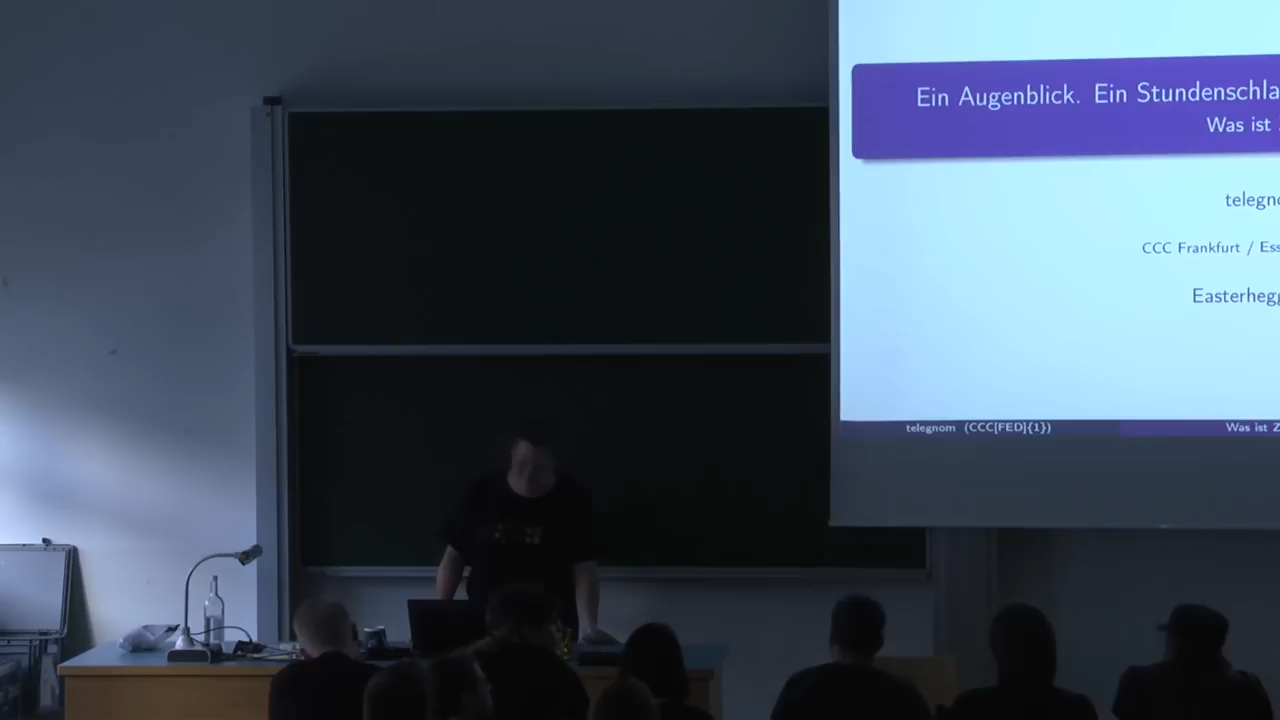 Ein Augenblick. Ein Stundenschla
Was ist
telegno
CCC Frankfurt / Ess
Easterhegg
telegnom (CCC[FED]{1})
Was ist Z